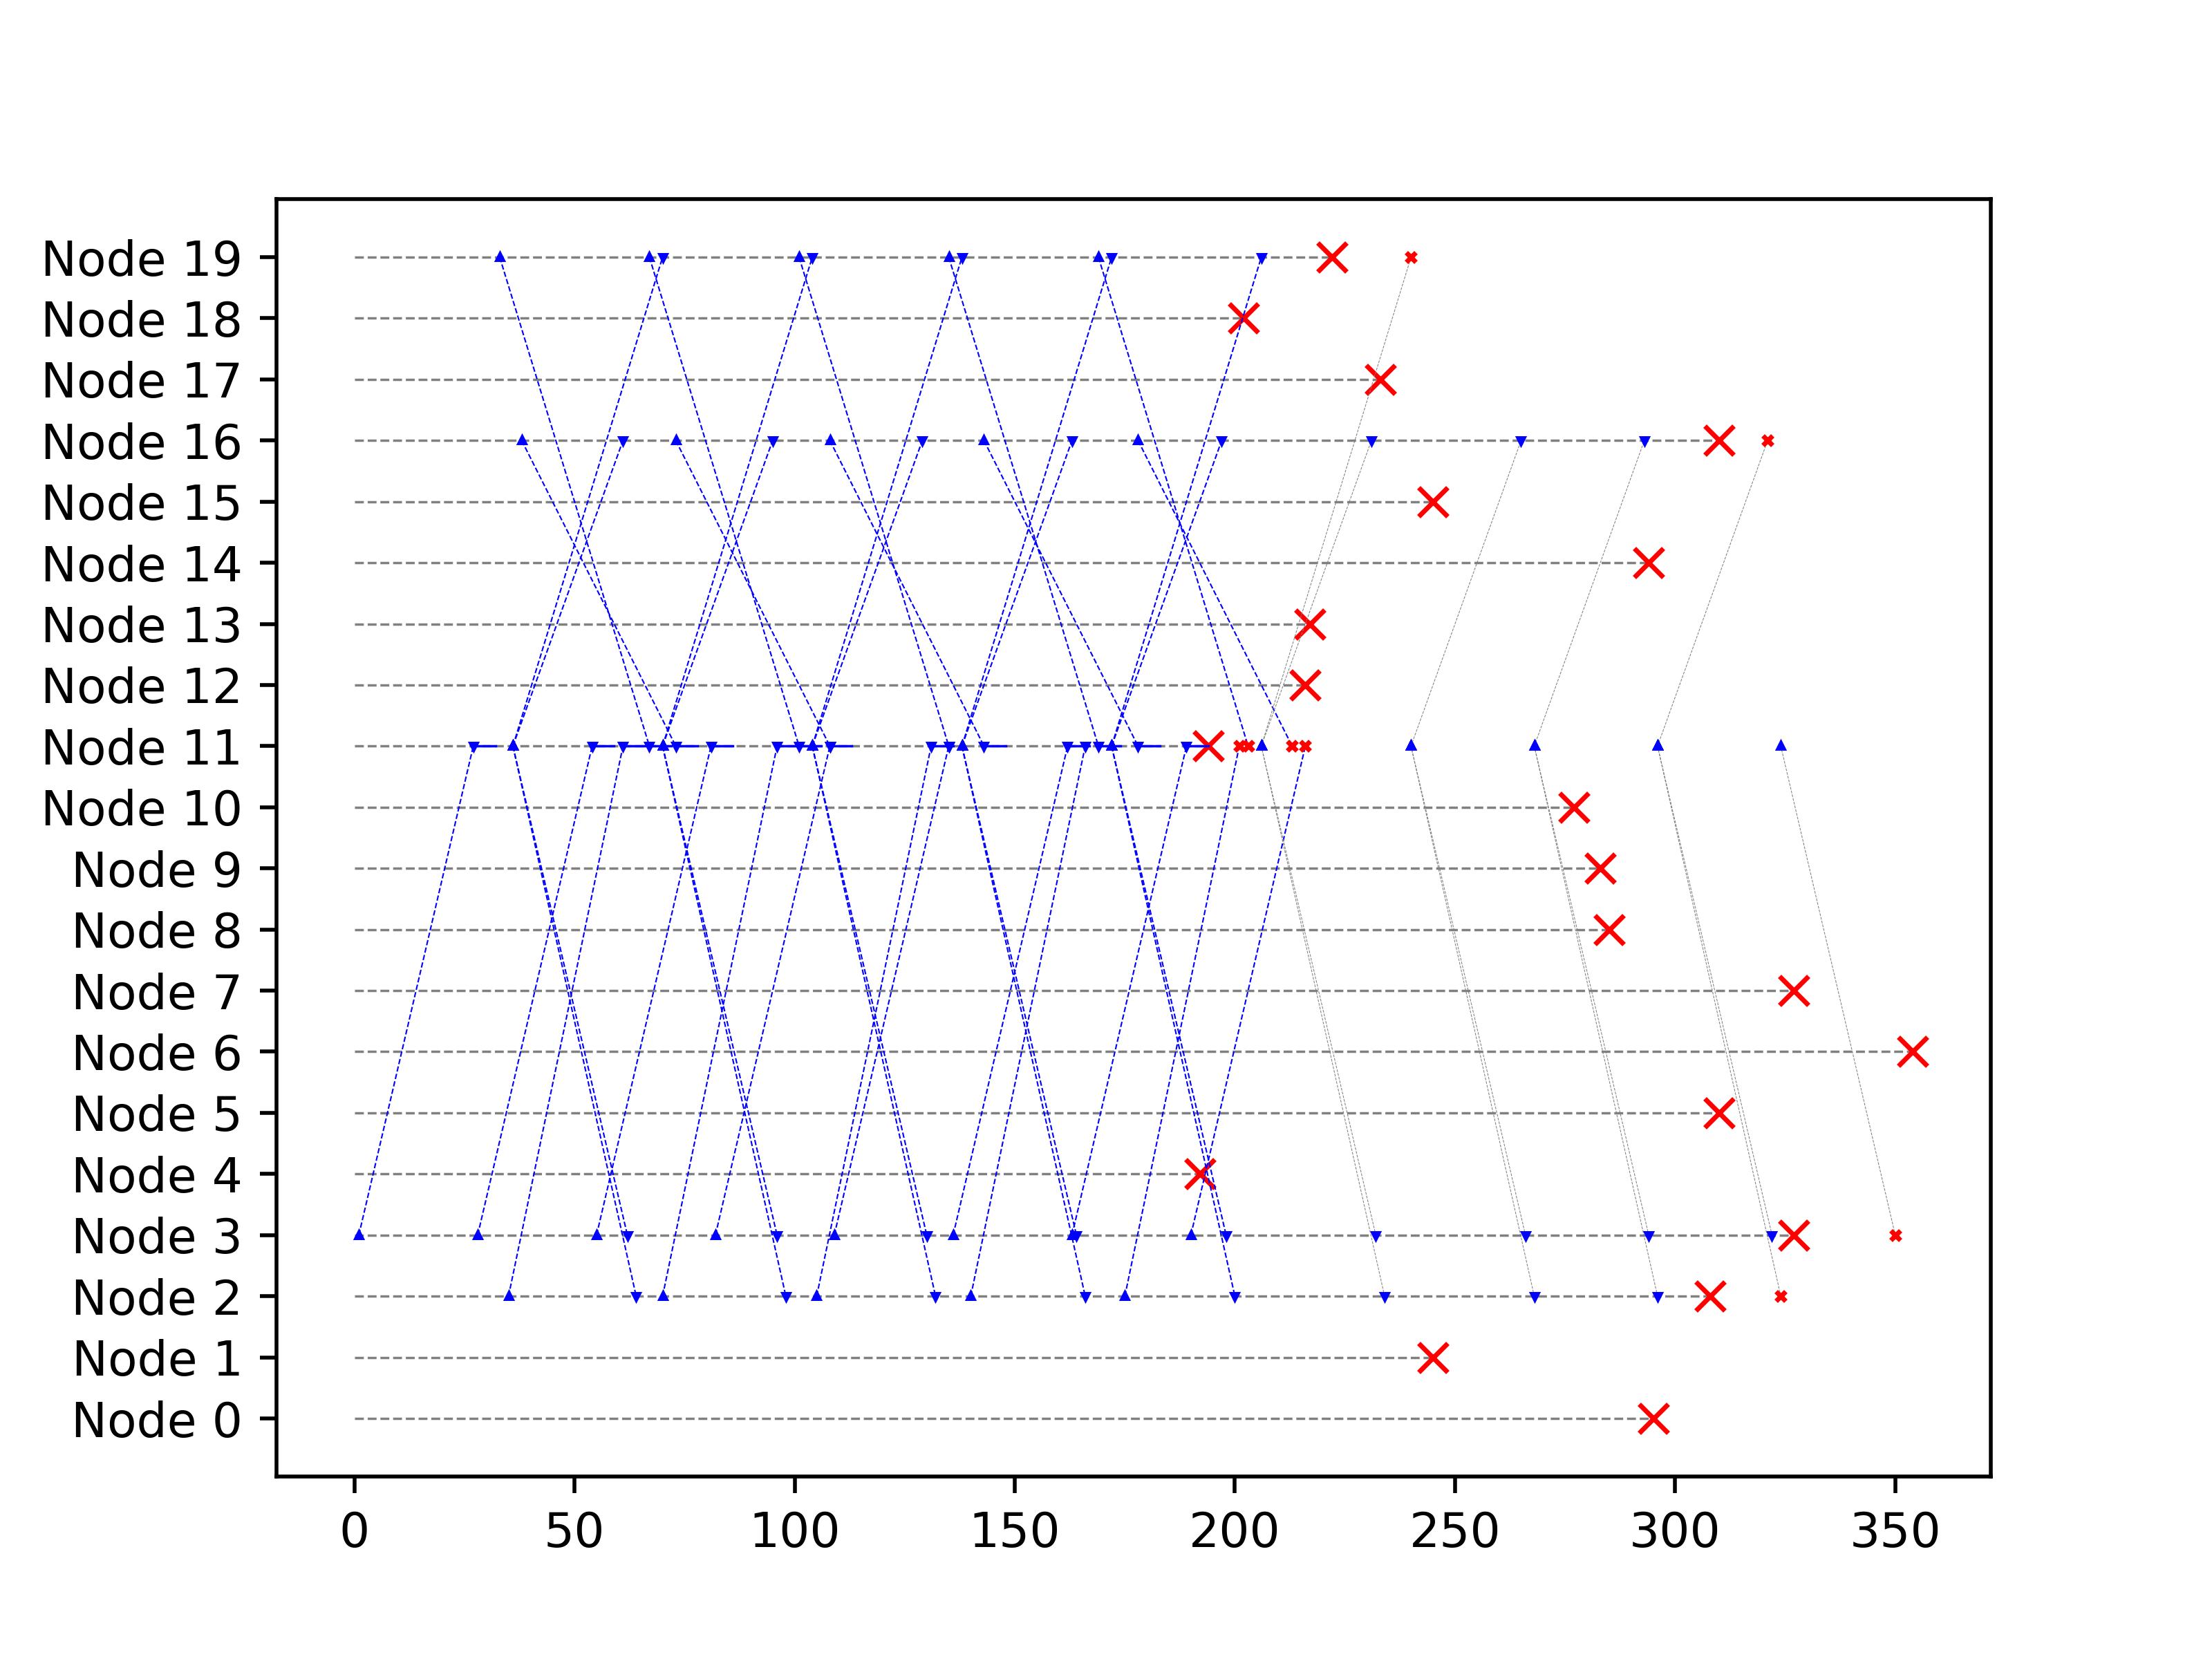 Node 19
Node 18
Node 17
Node 16
Node 15
Node 14
Node 13
Node 12
Node 11
Node 10
Node 9
Node 8
Node 7
Node 6
Node 5
Node 4
Node 3
Node 2
Node 1
Node 0
0 50 100 150 200 250 300 350